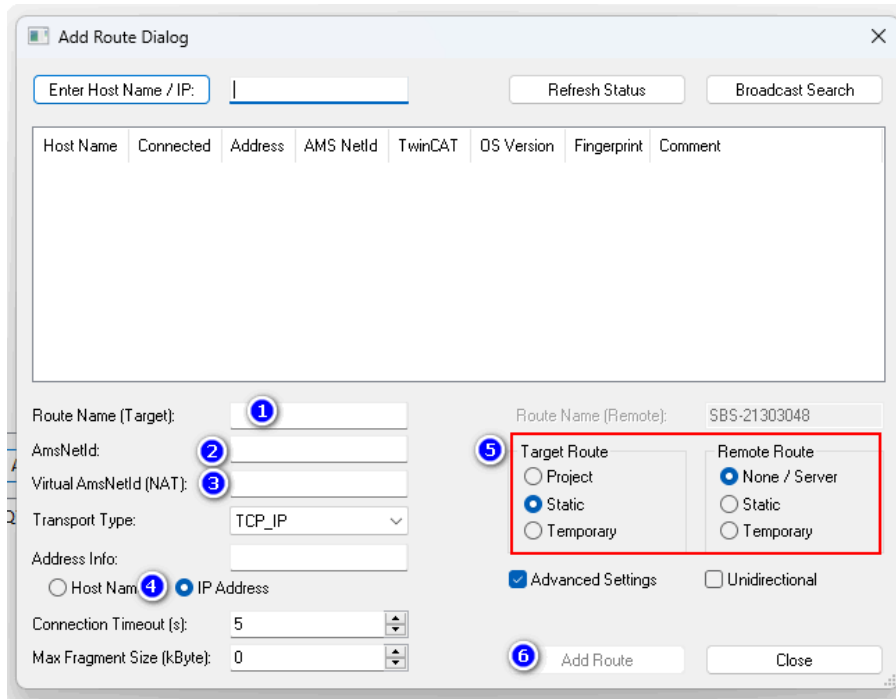 Add Route Dialog
Enter Host Name / IP: Refresh Status Broadcast Search
Host Name Connected Address AMS NetId TwinCAT OS Version Fingerprint Comment
Route Name (Target): 1 Route Name (Remote): SBS-21303048
AmsNetId: 2 5 Target Route Remote Route
Virtual AmsNetId (NAT): 3 Project None / Server
Transport Type: TCP_IP Static Static
Temporary Temporary
Address Info:
Host Nam 4 IP Address Advanced Settings Unidirectional
Connection Timeout (s): 5
Max Fragment Size (kByte): 0 6 Add Route Close